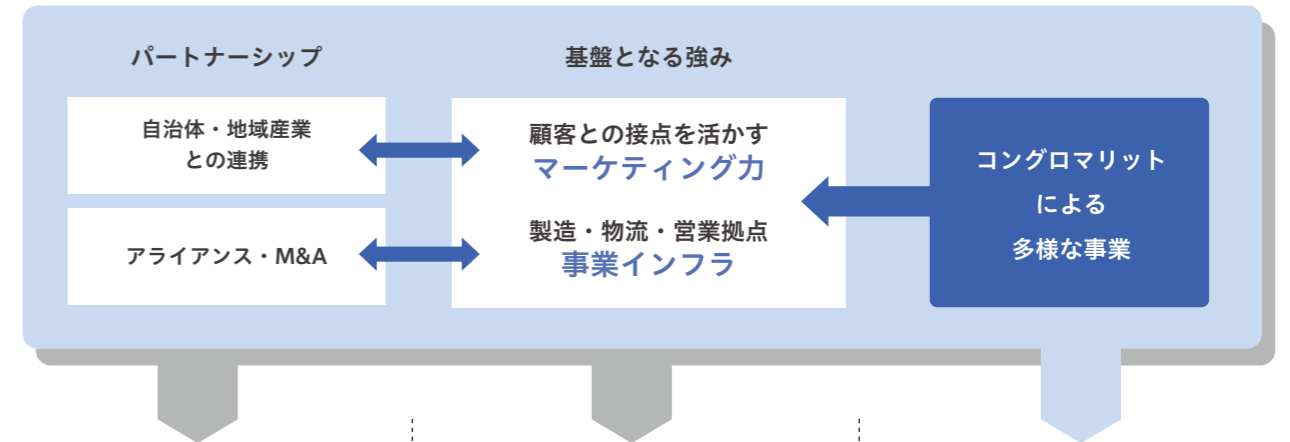 パートナーシップ
自治体・地域産業
との連携
アライアンス・M&A
基盤となる強み
顧客との接点を活かす
マーケティング力
製造・物流・営業拠点
事業インフラ
コングロマリット
による
多様な事業